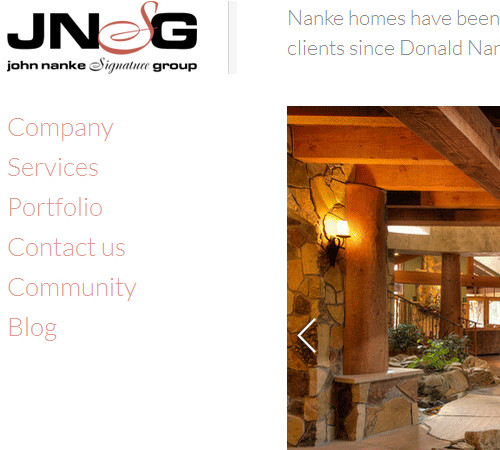 JNSG
john nanke Signature group
Nanke homes have been
clients since Donald Nan
Company
Services
Portfolio
Contact us
Community
Blog